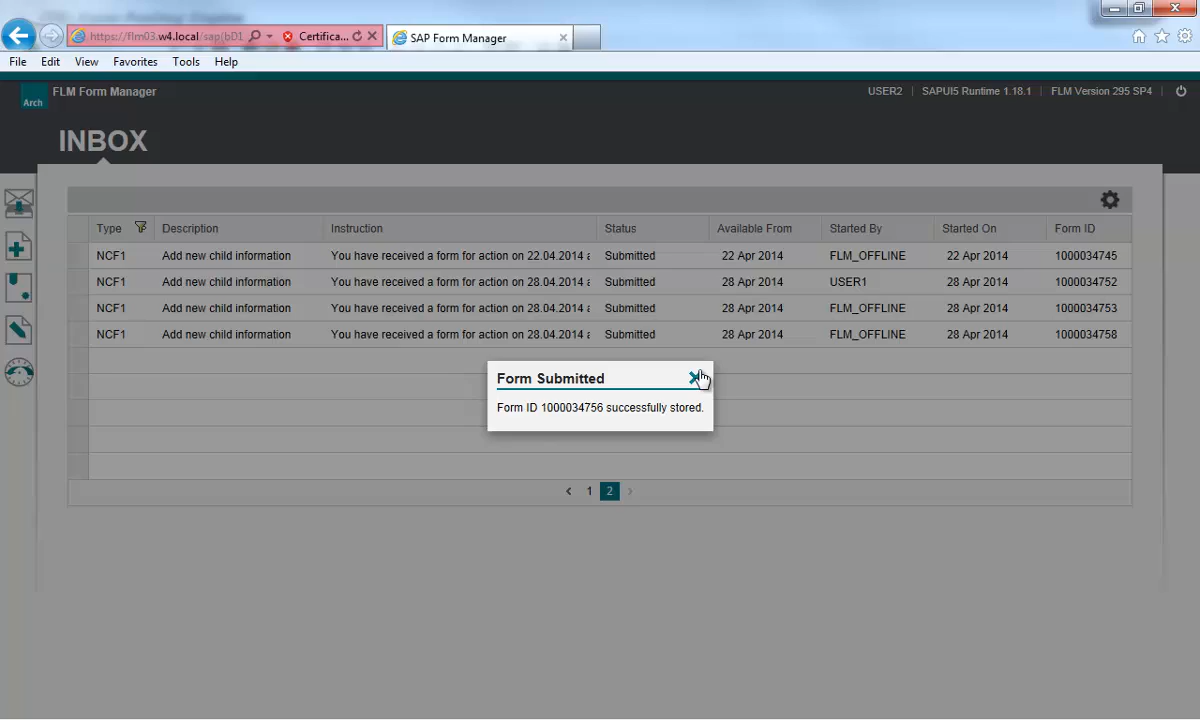 https://flm03.w4.local/sap(bD1 Certifica... SAP Form Manager
File Edit View Favorites Tools Help
Arch FLM Form Manager USER2 | SAPUI5 Runtime 1.18.1 | FLM Version 295 SP4 |
INBOX
Type Description Instruction Status Available From Started By Started On Form ID
NCF1 Add new child information You have received a form for action on 22.04.2014 a Submitted 22 Apr 2014 FLM_OFFLINE 22 Apr 2014 1000034745
NCF1 Add new child information You have received a form for action on 28.04.2014 a Submitted 28 Apr 2014 USER1 28 Apr 2014 1000034752
NCF1 Add new child information You have received a form for action on 28.04.2014 a Submitted 28 Apr 2014 FLM_OFFLINE 28 Apr 2014 1000034753
NCF1 Add new child information You have received a form for action on 28.04.2014 a Submitted 28 Apr 2014 FLM_OFFLINE 28 Apr 2014 1000034758
Form Submitted
Form ID 1000034756 successfully stored.
< 1 2 >